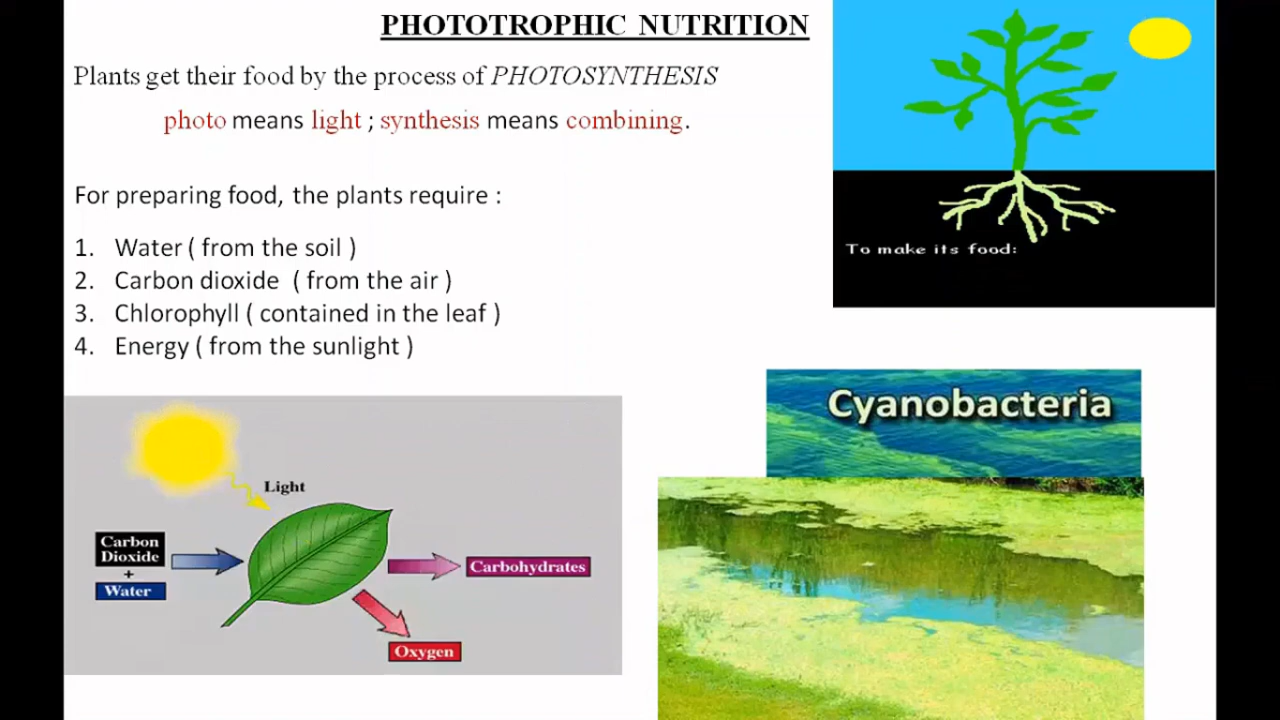 PHOTOTROPHIC NUTRITION
Plants get their food by the process of PHOTOSYNTHESIS
photo means light ; synthesis means combining.
For preparing food, the plants require :
1. Water ( from the soil )
2. Carbon dioxide ( from the air )
3. Chlorophyll ( contained in the leaf )
4. Energy ( from the sunlight )
To make its food:
Light
Carbon
Dioxide
+
Water
Carbohydrates
Oxygen
Cyanobacteria